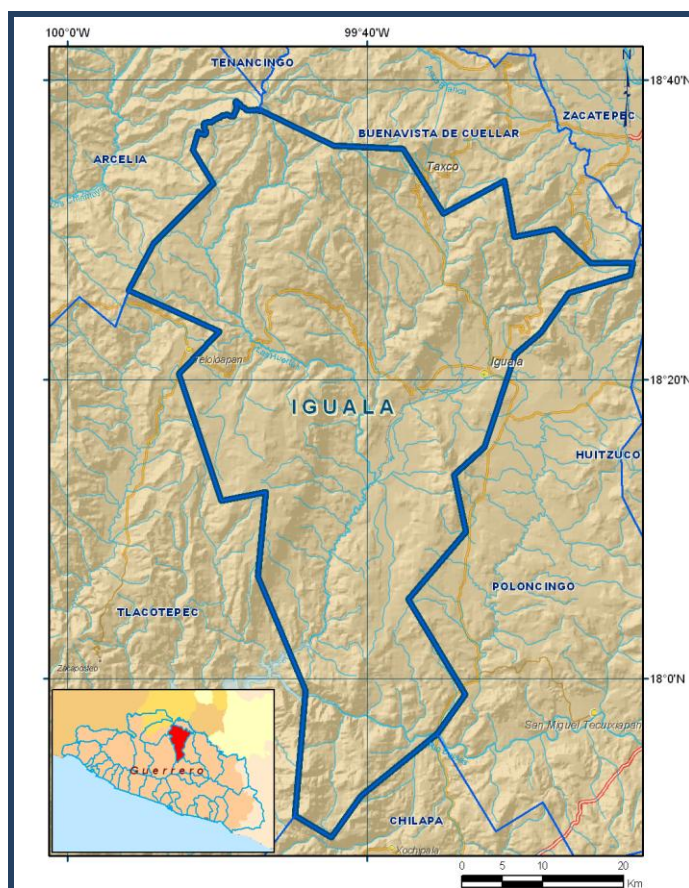 100°0'W
99°40'W
TENANCINGO
N
18°40'N
ZACATEPEC
BUENAVISTA DE CUELLAR
ARCELIA
Taxco
Teloloapan
Iguala
18°20'N
IGUALA
HUITZUCO
POLONCINGO
TLACOTEPEC
18°0'N
San Miguel Tecuixiapan
Guerrero
CHILAPA
Xochipala
0 5 10 20
Km